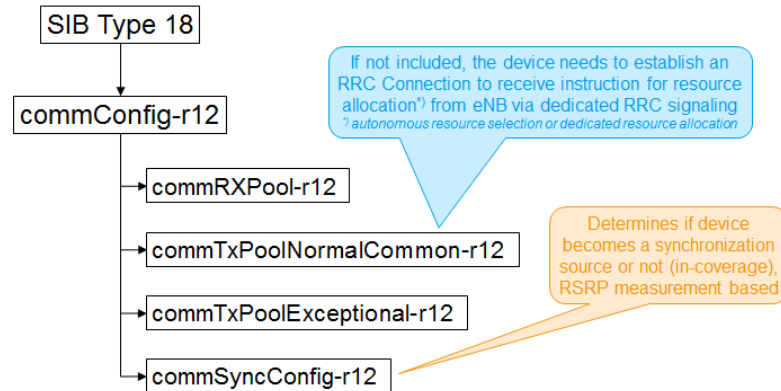 SIB Type 18
If not included, the device needs to establish an
RRC Connection to receive instruction for resource
allocation*) from eNB via dedicated RRC signaling
*) autonomous resource selection or dedicated resource allocation
commConfig-r12
commRXPool-r12
commTxPoolNormalCommon-r12
Determines if device
becomes a synchronization
source or not (in-coverage),
RSRP measurement based
commTxPoolExceptional-r12
commSyncConfig-r12